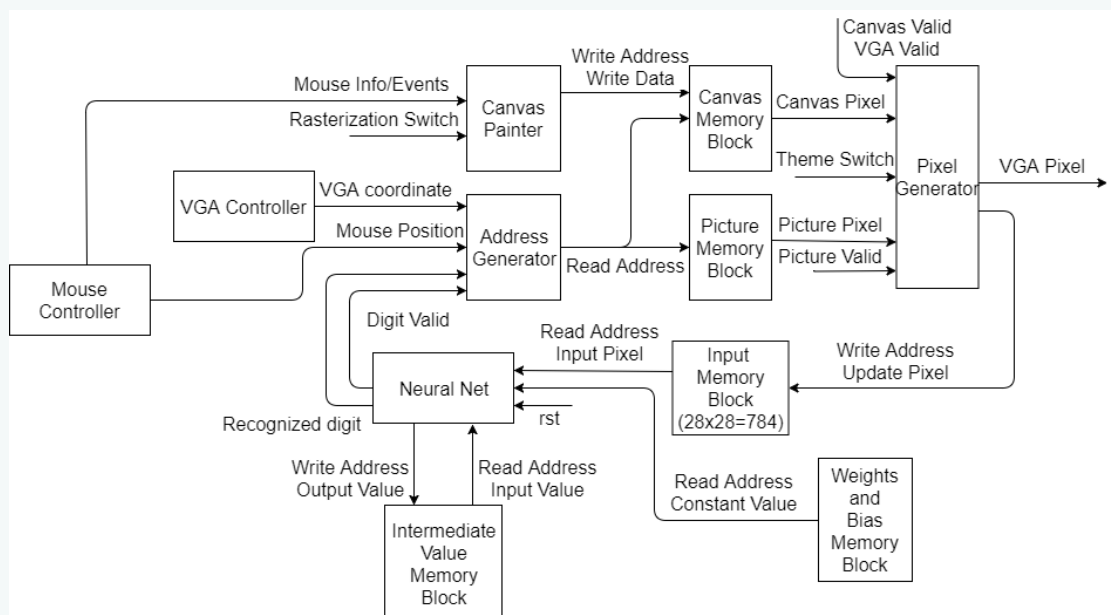 Canvas Valid
VGA Valid
Write Address
Write Data
Mouse Info/Events
Rasterization Switch
Canvas
Painter
Canvas
Memory
Block
Canvas Pixel
Theme Switch
Pixel
Generator
VGA Pixel
VGA Controller
VGA coordinate
Mouse Position
Address
Generator
Read Address
Picture
Memory
Block
Picture Pixel
Picture Valid
Mouse
Controller
Digit Valid
Read Address
Input Pixel
Input
Memory
Block
(28x28=784)
Write Address
Update Pixel
Neural Net
rst
Recognized digit
Write Address
Output Value
Read Address
Input Value
Read Address
Constant Value
Weights
and
Bias
Memory
Block
Intermediate
Value
Memory
Block